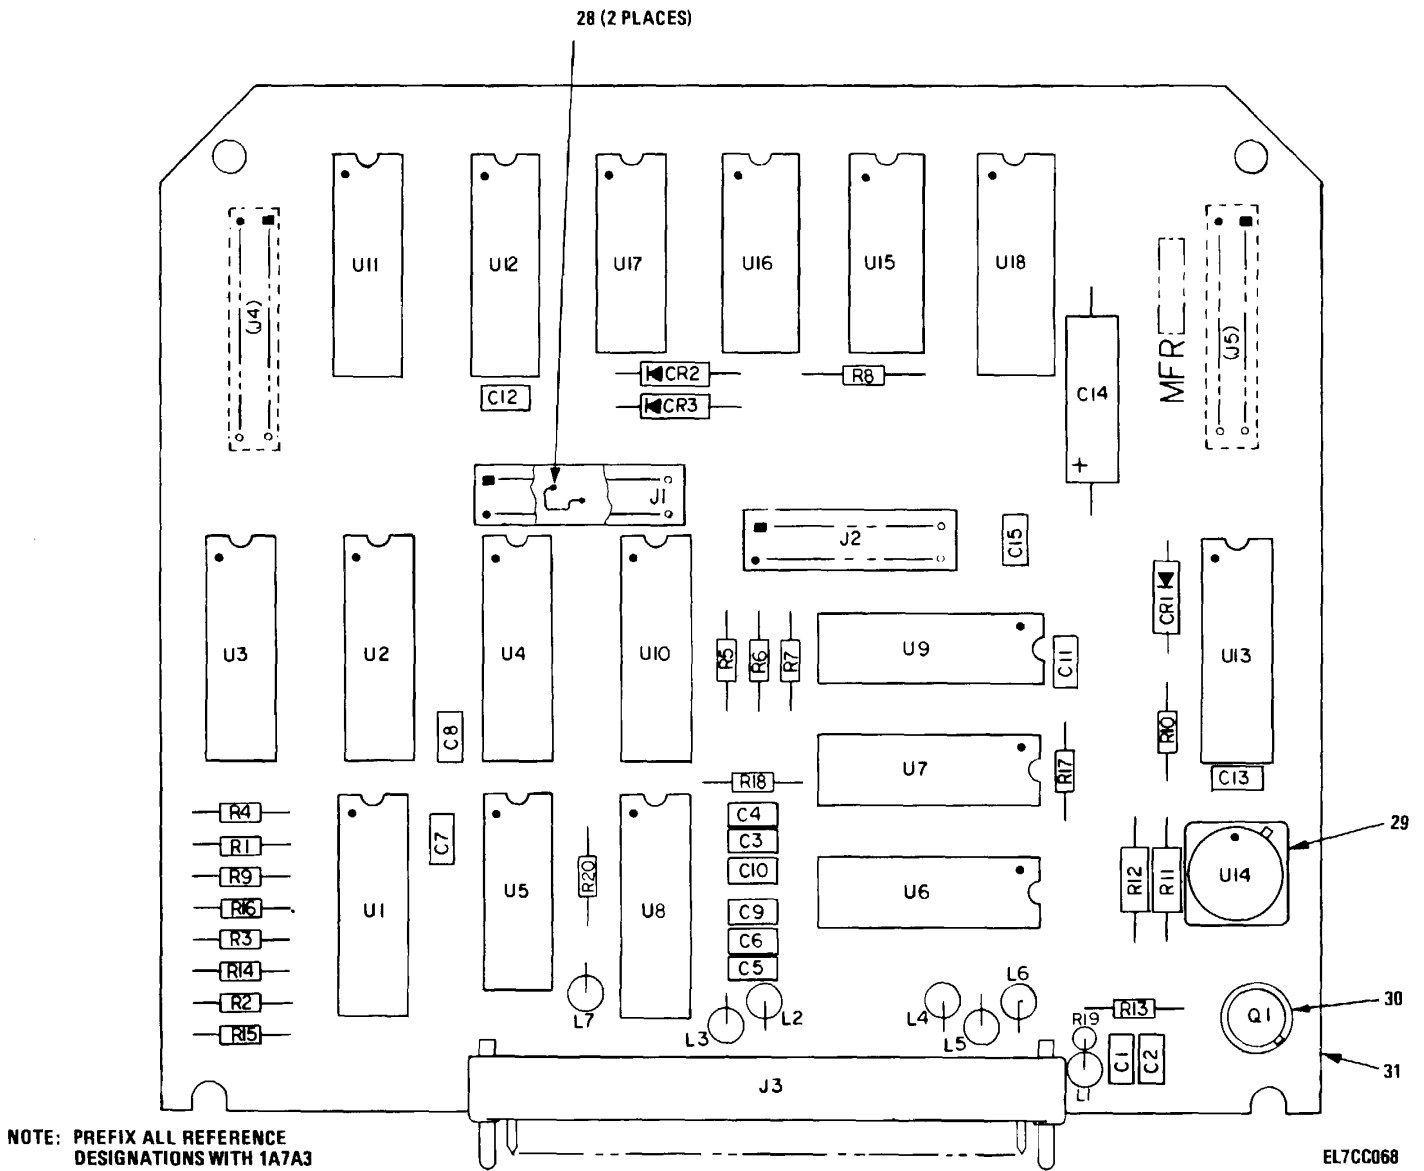 28 (2 PLACES)
U11
U12
U17
U16
U15
U18
(J4)
(J5)
MFR
CR2
R8
CR3
C12
C14
+
J1
J2
C15
CR1
U3
U2
U4
U10
R5
R6
R7
U9
C11
U13
C8
R10
U7
R17
C13
R18
R4
C4
29
C7
R1
C3
R9
R20
C10
R12
R11
U14
U1
U5
U8
U6
R16
C9
R3
C6
R14
C5
L6
R2
L7
L3
L2
L4
L5
R13
R19
Q1
30
R15
C1
C2
L1
31
J3
NOTE: PREFIX ALL REFERENCE
DESIGNATIONS WITH 1A7A3
EL7CC068